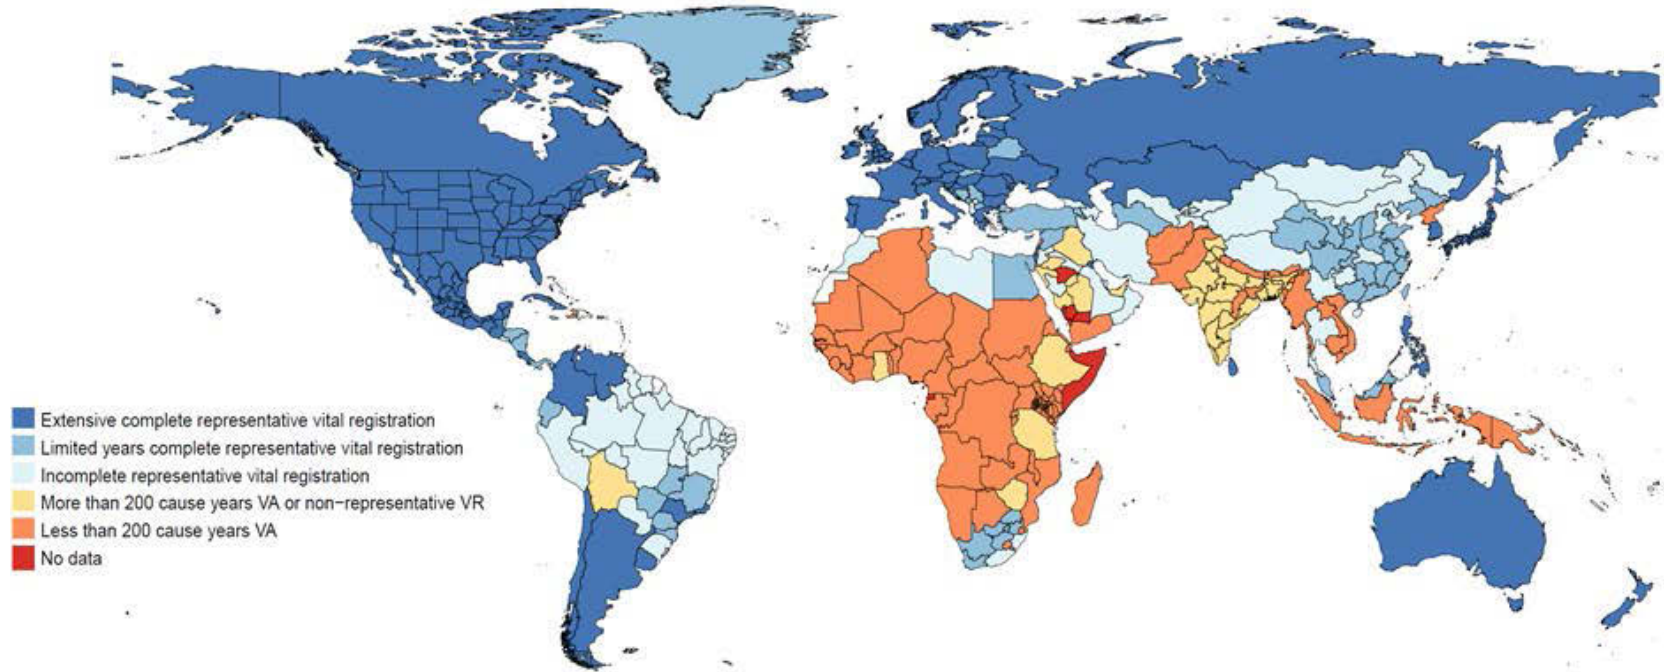 Extensive complete representative vital registration
Limited years complete representative vital registration
Incomplete representative vital registration
More than 200 cause years VA or non−representative VR
Less than 200 cause years VA
No data